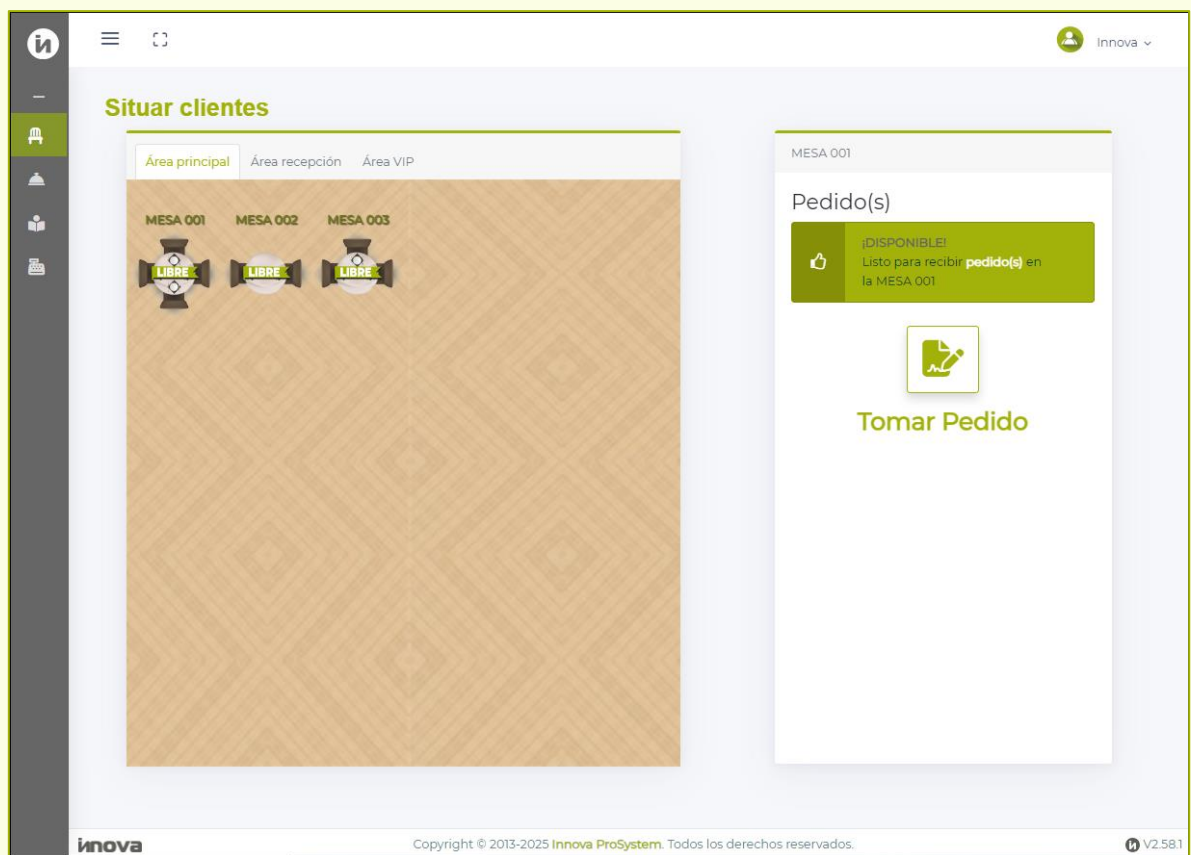 Innova
Situar clientes
Área principal Área recepción Área VIP
MESA 001 MESA 002 MESA 003
LIBRE LIBRE LIBRE
MESA 001
Pedido(s)
¡DISPONIBLE!
Listo para recibir pedido(s) en
la MESA 001
Tomar Pedido
innova
Copyright © 2013-2025 Innova ProSystem. Todos los derechos reservados.
V2.58.1